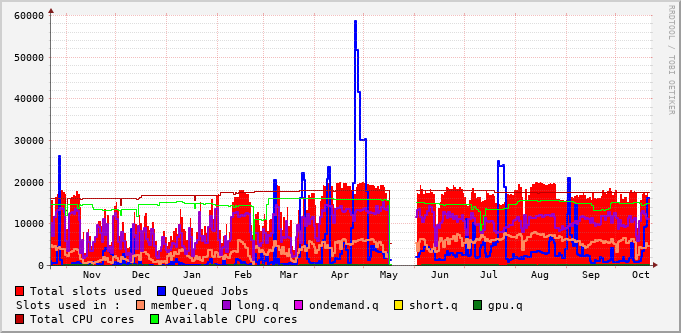 RRDTOOL / TOBI OETIKER
60000
50000
40000
30000
20000
10000
0
Nov Dec Jan Feb Mar Apr May Jun Jul Aug Sep Oct
Total slots used Queued Jobs
Slots used in : member.q long.q ondemand.q short.q gpu.q
Total CPU cores Available CPU cores